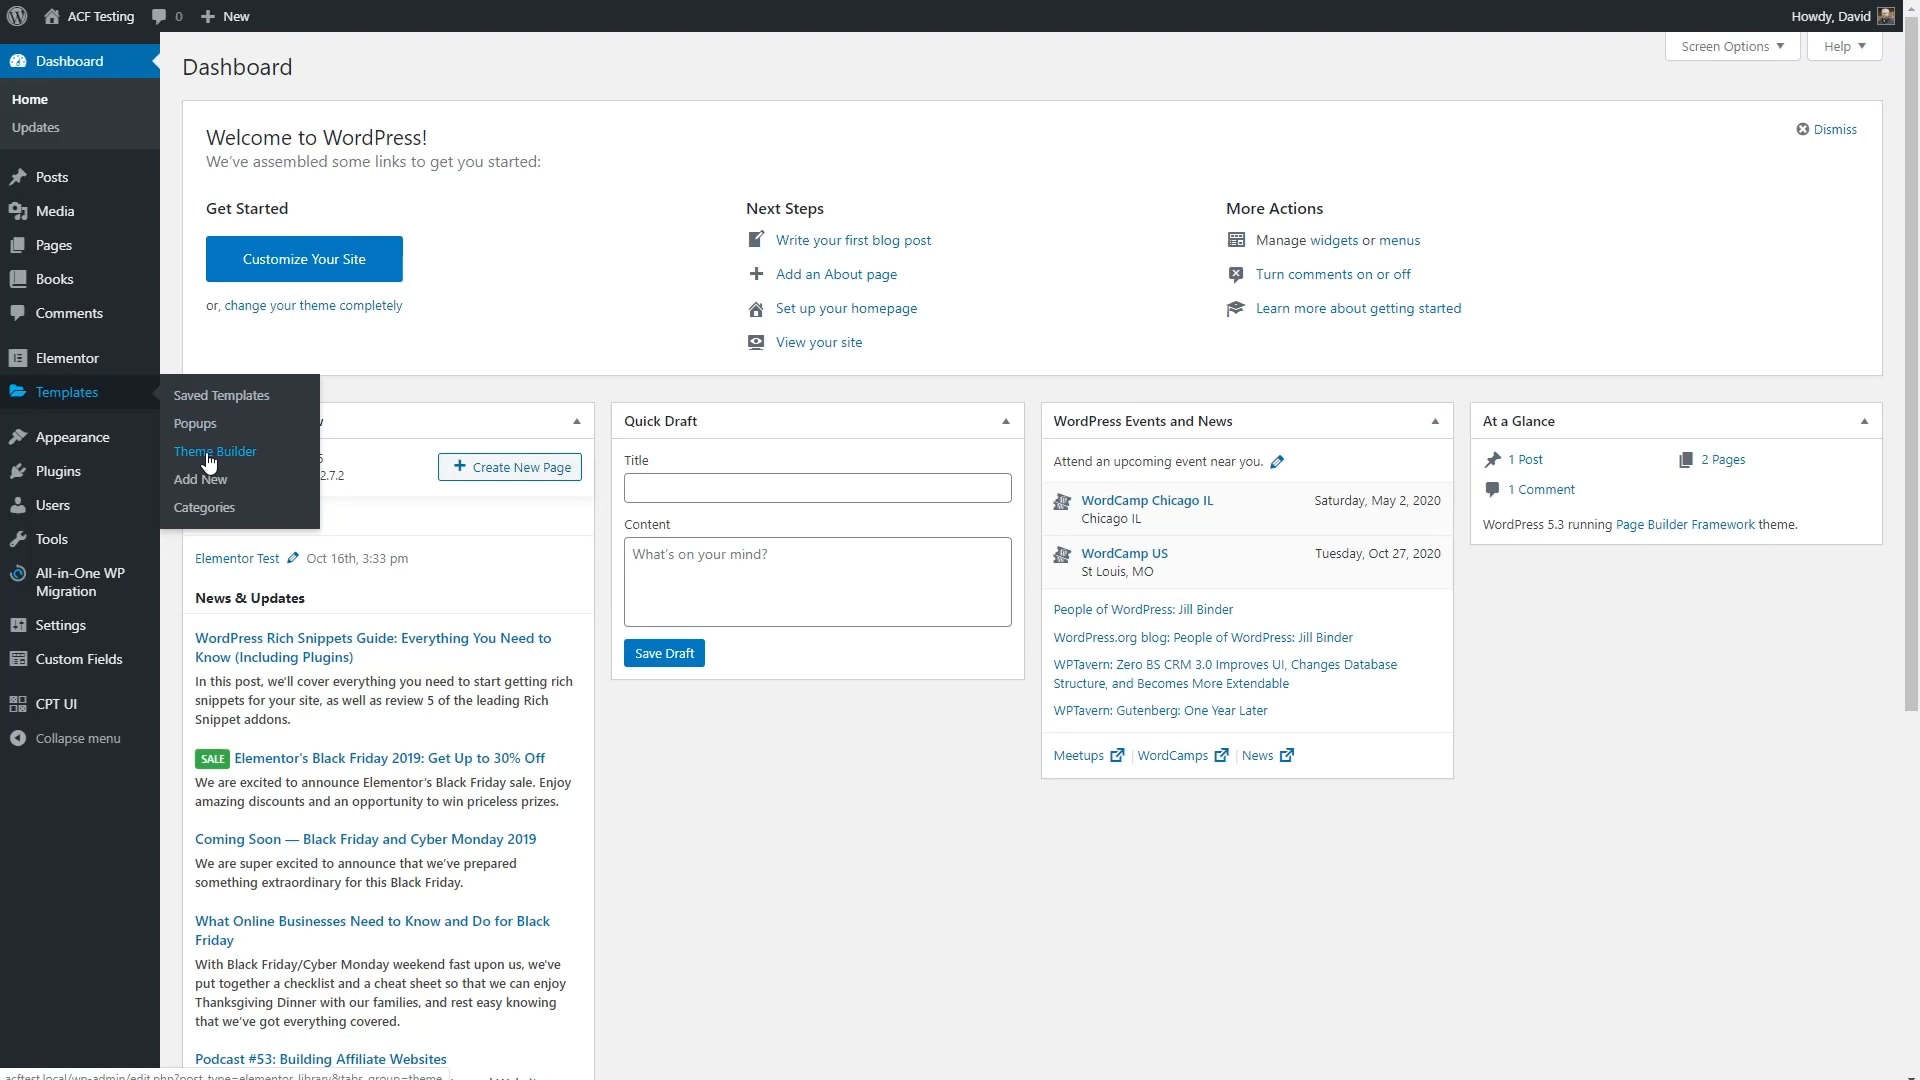 ACF Testing
0
New
Howdy, David
Dashboard
Home
Updates
Posts
Media
Pages
Books
Comments
Elementor
Templates
Appearance
Plugins
Users
Tools
All-in-One WP
Migration
Settings
Custom Fields
CPT UI
Collapse menu
Saved Templates
Popups
Theme Builder
Add New
Categories
Screen Options
Help
Dashboard
Welcome to WordPress!
We've assembled some links to get you started:
Dismiss
Get Started
Customize Your Site
or, change your theme completely
Next Steps
Write your first blog post
Add an About page
Set up your homepage
View your site
More Actions
Manage widgets or menus
Turn comments on or off
Learn more about getting started
2.7.2
Create New Page
Elementor Test Oct 16th, 3:33 pm
News & Updates
WordPress Rich Snippets Guide: Everything You Need to
Know (Including Plugins)
In this post, we'll cover everything you need to start getting rich
snippets for your site, as well as review 5 of the leading Rich
Snippet addons.
SALE Elementor's Black Friday 2019: Get Up to 30% Off
We are excited to announce Elementor's Black Friday sale. Enjoy
amazing discounts and an opportunity to win priceless prizes.
Coming Soon — Black Friday and Cyber Monday 2019
We are super excited to announce that we've prepared
something extraordinary for this Black Friday.
What Online Businesses Need to Know and Do for Black
Friday
With Black Friday/Cyber Monday weekend fast upon us, we've
put together a checklist and a cheat sheet so that we can enjoy
Thanksgiving Dinner with our families, and rest easy knowing
that we've got everything covered.
Podcast #53: Building Affiliate Websites
Quick Draft
Title
Content
What's on your mind?
Save Draft
WordPress Events and News
Attend an upcoming event near you.
WordCamp Chicago IL Saturday, May 2, 2020
Chicago IL
WordCamp US Tuesday, Oct 27, 2020
St Louis, MO
People of WordPress: Jill Binder
WordPress.org blog: People of WordPress: Jill Binder
WPTavern: Zero BS CRM 3.0 Improves UI, Changes Database
Structure, and Becomes More Extendable
WPTavern: Gutenberg: One Year Later
Meetups | WordCamps | News
At a Glance
1 Post
2 Pages
1 Comment
WordPress 5.3 running Page Builder Framework theme.
acftest.local/wp-admin/edit.php?post_type=elementor_library&tabs_group=theme